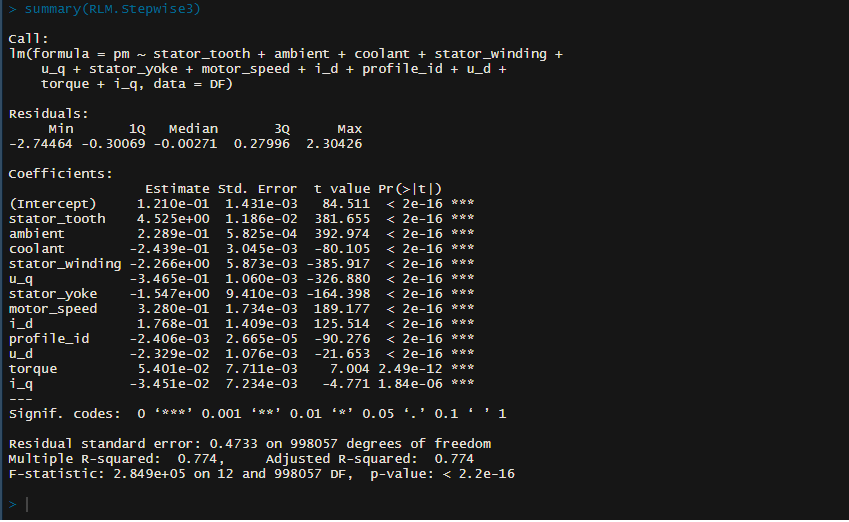 > summary(RLM.Stepwise3)
Call:
lm(formula = pm ~ stator_tooth + ambient + coolant + stator_winding +
    u_q + stator_yoke + motor_speed + i_d + profile_id + u_d +
    torque + i_q, data = DF)
Residuals:
     Min       1Q   Median       3Q      Max
-2.74464 -0.30069 -0.00271  0.27996  2.30426
Coefficients:
                 Estimate Std. Error  t value Pr(>|t|)
(Intercept)     1.210e-01  1.431e-03   84.511  < 2e-16 ***
stator_tooth    4.525e+00  1.186e-02  381.655  < 2e-16 ***
ambient         2.289e-01  5.825e-04  392.974  < 2e-16 ***
coolant        -2.439e-01  3.045e-03  -80.105  < 2e-16 ***
stator_winding -2.266e+00  5.873e-03 -385.917  < 2e-16 ***
u_q            -3.465e-01  1.060e-03 -326.880  < 2e-16 ***
stator_yoke    -1.547e+00  9.410e-03 -164.398  < 2e-16 ***
motor_speed     3.280e-01  1.734e-03  189.177  < 2e-16 ***
i_d             1.768e-01  1.409e-03  125.514  < 2e-16 ***
profile_id     -2.406e-03  2.665e-05  -90.276  < 2e-16 ***
u_d            -2.329e-02  1.076e-03  -21.653  < 2e-16 ***
torque          5.401e-02  7.711e-03    7.004 2.49e-12 ***
i_q            -3.451e-02  7.234e-03   -4.771 1.84e-06 ***
---
Signif. codes:  0 ‘***’ 0.001 ‘**’ 0.01 ‘*’ 0.05 ‘.’ 0.1 ‘ ’ 1
Residual standard error: 0.4733 on 998057 degrees of freedom
Multiple R-squared:  0.774,     Adjusted R-squared:  0.774
F-statistic: 2.849e+05 on 12 and 998057 DF,  p-value: < 2.2e-16
>